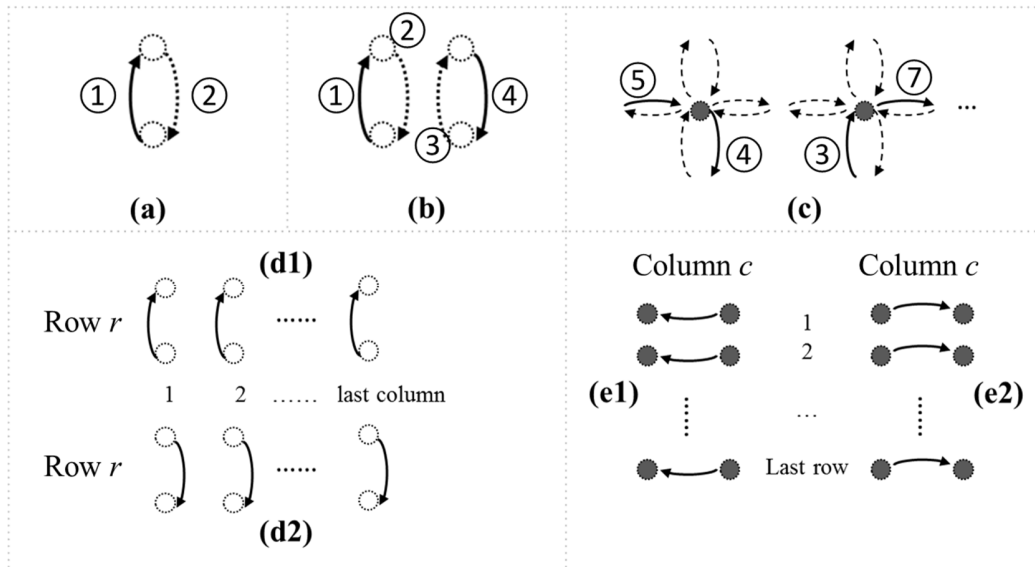 ① ②
(a)
① ② ③ ④
(b)
⑤ ④ ③ ⑦ ...
(c)
(d1)
Row r ......
1 2 ...... last column
Row r ......
(d2)
Column c Column c
1
2
(e1) ... (e2)
Last row